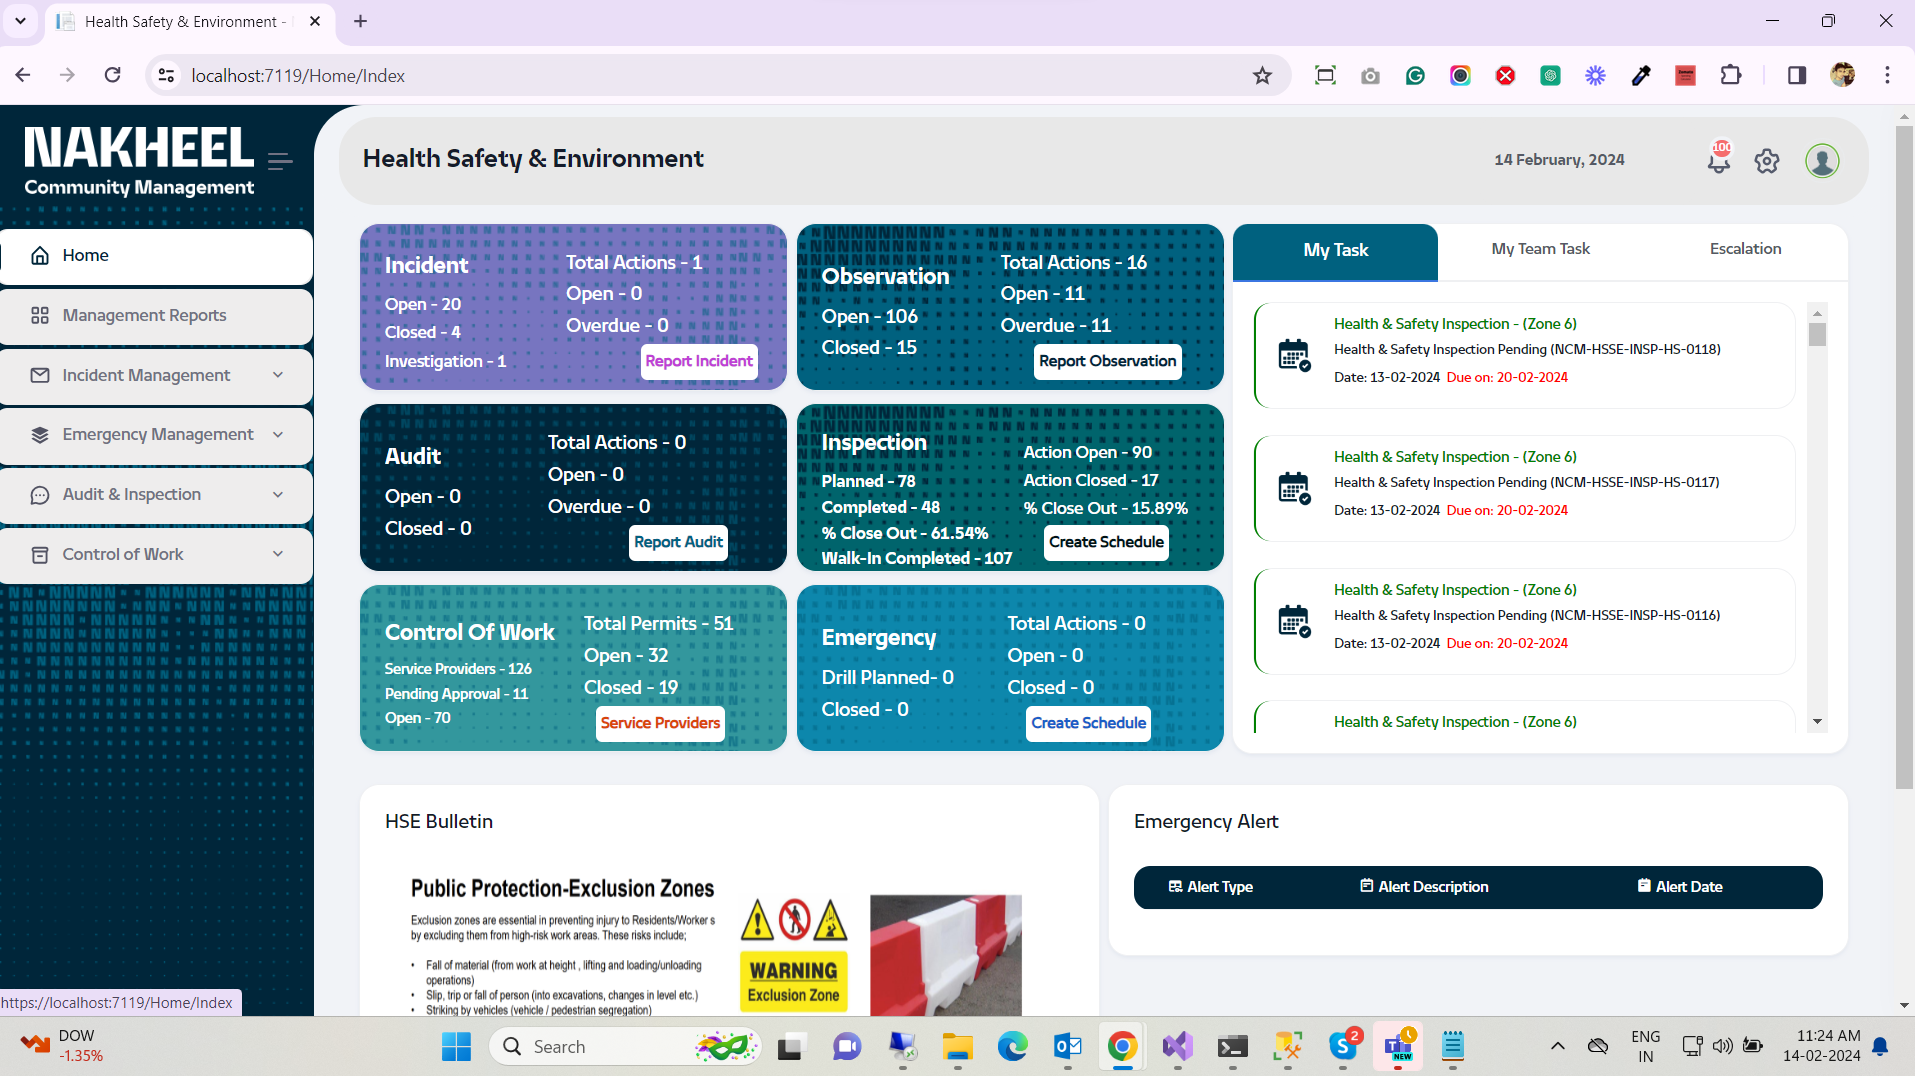 Health Safety & Environment -
localhost:7119/Home/Index
NAKHEEL
Community Management
Home
Management Reports
Incident Management
Emergency Management
Audit & Inspection
Control of Work
Health Safety & Environment
14 February, 2024
100
Incident
Open - 20
Closed - 4
Investigation - 1
Total Actions - 1
Open - 0
Overdue - 0
Report Incident
Observation
Open - 106
Closed - 15
Total Actions - 16
Open - 11
Overdue - 11
Report Observation
Audit
Open - 0
Closed - 0
Total Actions - 0
Open - 0
Overdue - 0
Report Audit
Inspection
Planned - 78
Completed - 48
% Close Out - 61.54%
Walk-In Completed - 107
Action Open - 90
Action Closed - 17
% Close Out - 15.89%
Create Schedule
Control Of Work
Service Providers - 126
Pending Approval - 11
Open - 70
Total Permits - 51
Open - 32
Closed - 19
Service Providers
Emergency
Drill Planned- 0
Closed - 0
Total Actions - 0
Open - 0
Closed - 0
Create Schedule
My Task
My Team Task
Escalation
Health & Safety Inspection - (Zone 6)
Health & Safety Inspection Pending (NCM-HSSE-INSP-HS-0118)
Date: 13-02-2024 Due on: 20-02-2024
Health & Safety Inspection - (Zone 6)
Health & Safety Inspection Pending (NCM-HSSE-INSP-HS-0117)
Date: 13-02-2024 Due on: 20-02-2024
Health & Safety Inspection - (Zone 6)
Health & Safety Inspection Pending (NCM-HSSE-INSP-HS-0116)
Date: 13-02-2024 Due on: 20-02-2024
Health & Safety Inspection - (Zone 6)
HSE Bulletin
Public Protection-Exclusion Zones
Exclusion zones are essential in preventing injury to Residents/Worker s
by excluding them from high-risk work areas. These risks include;
• Fall of material (from work at height , lifting and loading/unloading
operations)
• Slip, trip or fall of person (into excavations, changes in level etc.)
• Striking by vehicles (vehicle / pedestrian segregation)
WARNING
Exclusion Zone
Emergency Alert
Alert Type
Alert Description
Alert Date
https://localhost:7119/Home/Index
DOW
-1.35%
Search
2
NEW
ENG
IN
11:24 AM
14-02-2024